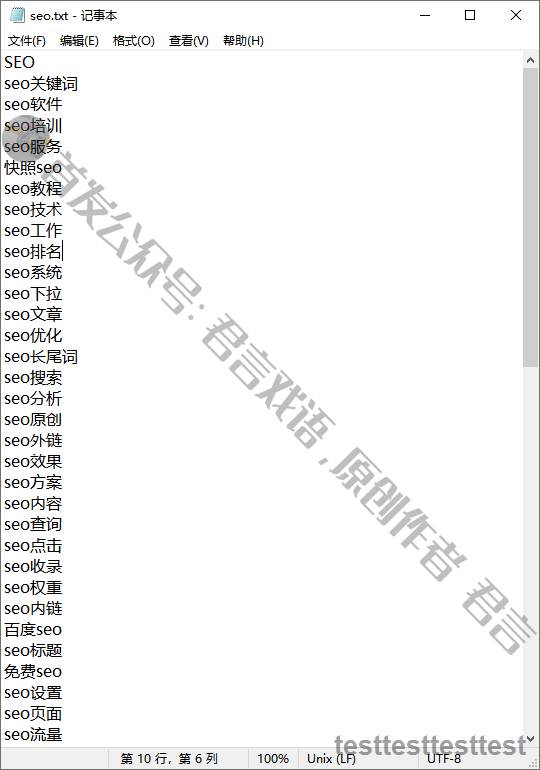 seo.txt - 记事本
文件(F) 编辑(E) 格式(O) 查看(V) 帮助(H)
SEO
seo关键词
seo软件
seo培训
seo服务
快照seo
seo教程
seo技术
seo工作
seo排名
seo系统
seo下拉
seo文章
seo优化
seo长尾词
seo搜索
seo分析
seo原创
seo外链
seo效果
seo方案
seo内容
seo查询
seo点击
seo收录
seo权重
seo内链
百度seo
seo标题
免费seo
seo设置
seo页面
seo流量
首发公众号: 君言戏语 , 原创作者 君言
testtesttesttest
第 10 行，第 6 列 100% Unix (LF) UTF-8